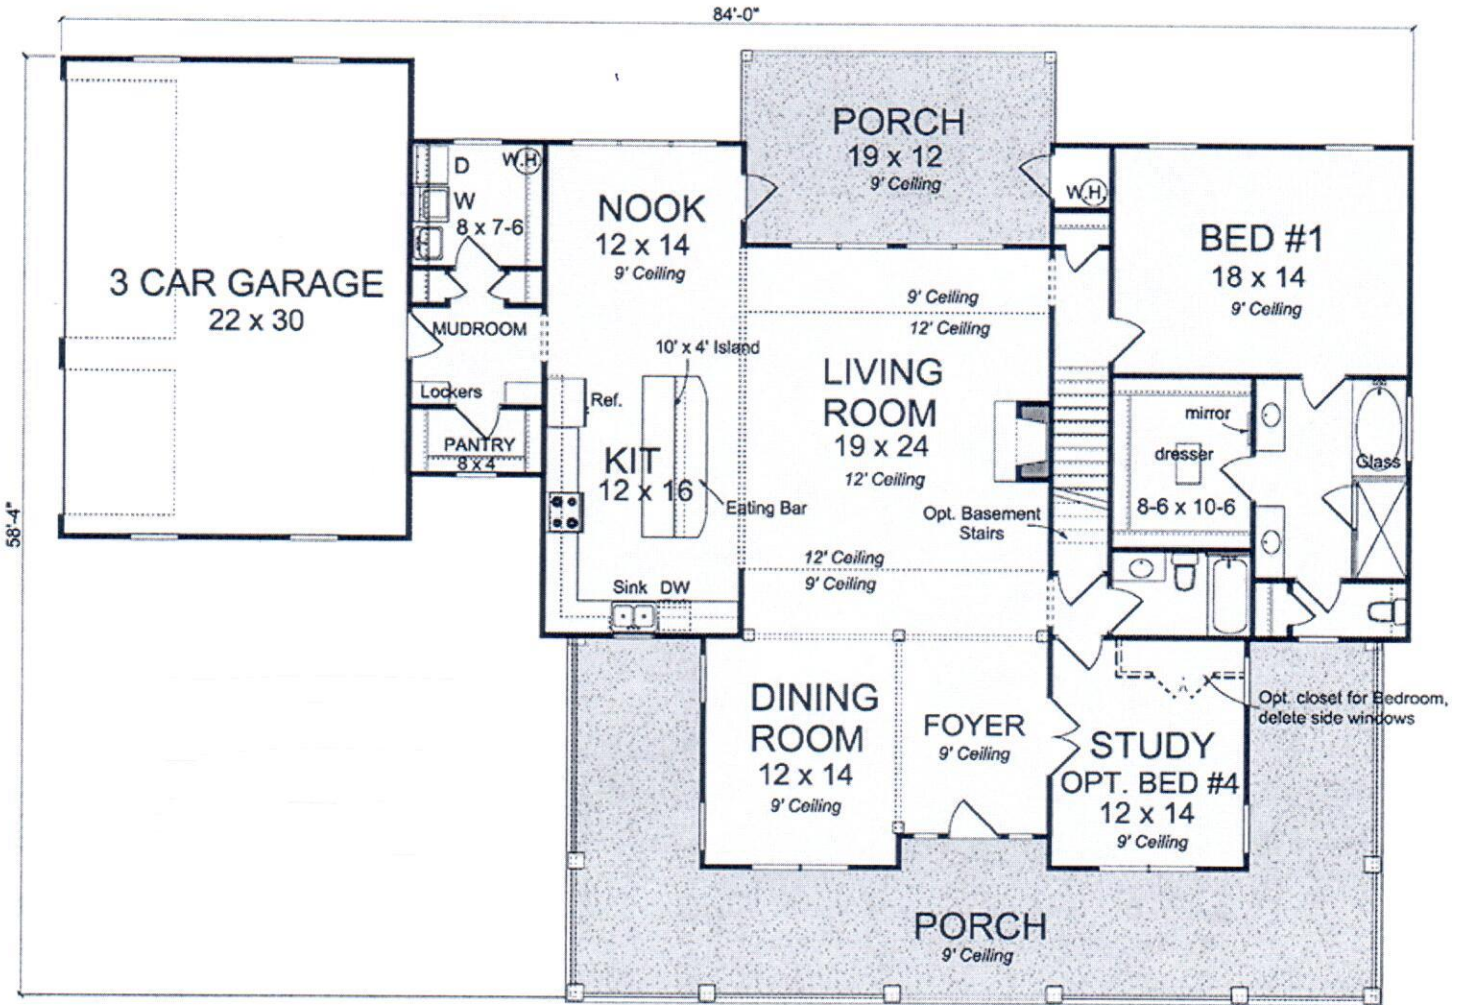 84'-0"
58'-4"
3 CAR GARAGE
22 x 30
D
W
W.H.
8 x 7-6
MUDROOM
Lockers
PANTRY
8 x 4
NOOK
12 x 14
9' Ceiling
10' x 4' Island
Ref.
KIT
12 x 16
Eating Bar
Sink DW
PORCH
19 x 12
9' Ceiling
9' Ceiling
12' Ceiling
LIVING
ROOM
19 x 24
12' Ceiling
12' Ceiling
9' Ceiling
Opt. Basement
Stairs
W.H.
BED #1
18 x 14
9' Ceiling
mirror
dresser
8-6 x 10-6
Glass
DINING
ROOM
12 x 14
9' Ceiling
FOYER
9' Ceiling
STUDY
OPT. BED #4
12 x 14
9' Ceiling
Opt. closet for Bedroom,
delete side windows
PORCH
9' Ceiling